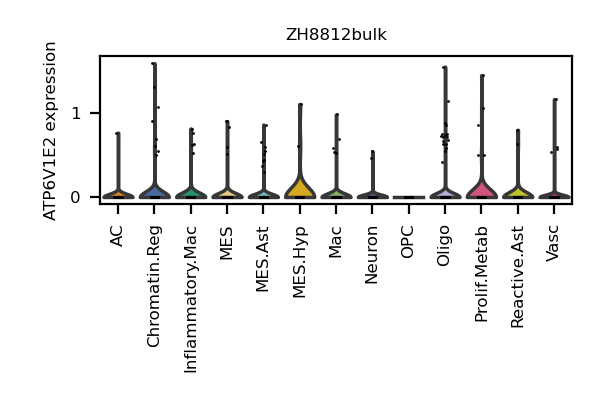 ZH8812bulk
ATP6V1E2 expression
1
0
AC
Chromatin.Reg
Inflammatory.Mac
MES
MES.Ast
MES.Hyp
Mac
Neuron
OPC
Oligo
Prolif.Metab
Reactive.Ast
Vasc